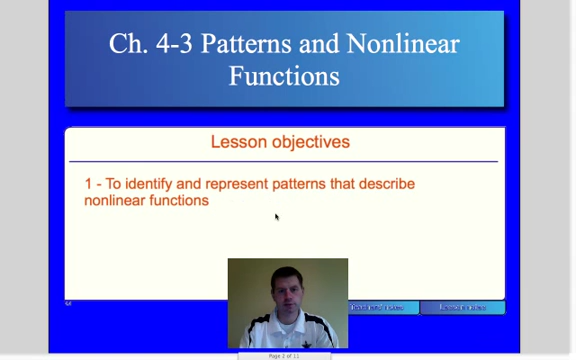 Ch. 4-3 Patterns and Nonlinear
Functions
Lesson objectives
1 - To identify and represent patterns that describe
nonlinear functions
Page 2 of 11